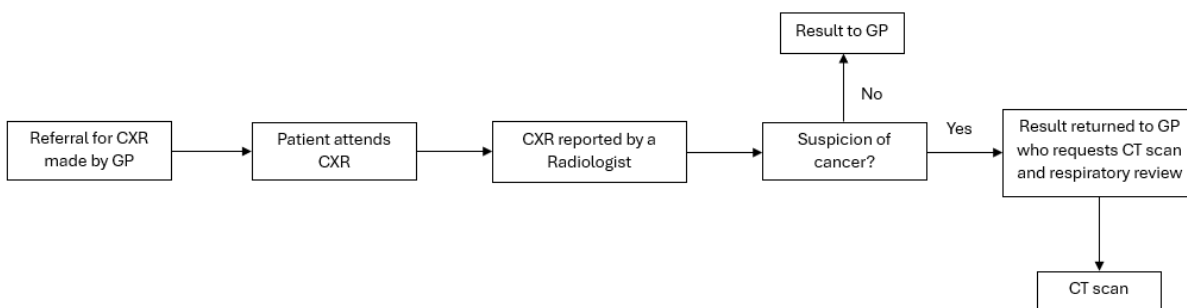 Result to GP
No
Referral for CXR
made by GP
Patient attends
CXR
CXR reported by a
Radiologist
Suspicion of
cancer?
Yes
Result returned to GP
who requests CT scan
and respiratory review
CT scan